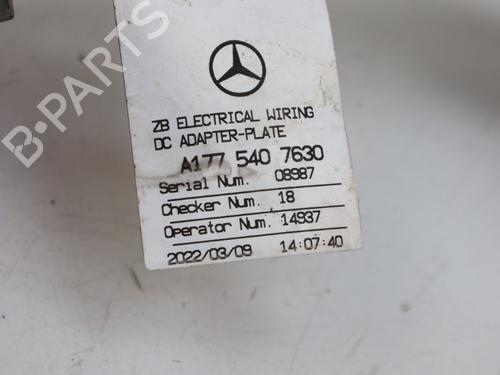 ZB ELECTRICAL WIRING
DC ADAPTER-PLATE
A177 540 7630
Serial Num. 08987
Checker Num. 18
Operator Num. 14937
2022/03/09 14:07:40
B-PARTS